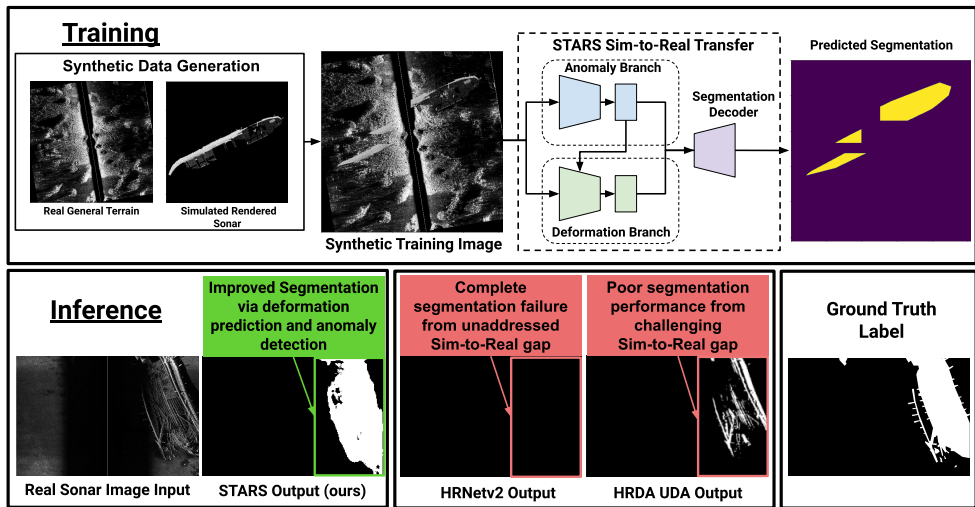 Training
Synthetic Data Generation
Real General Terrain
Simulated Rendered
Sonar
Synthetic Training Image
STARS Sim-to-Real Transfer
Anomaly Branch
Deformation Branch
Segmentation
Decoder
Predicted Segmentation
Inference
Real Sonar Image Input
Improved Segmentation
via deformation
prediction and anomaly
detection
STARS Output (ours)
Complete
segmentation failure
from unaddressed
Sim-to-Real gap
HRNetv2 Output
Poor segmentation
performance from
challenging
Sim-to-Real gap
HRDA UDA Output
Ground Truth
Label